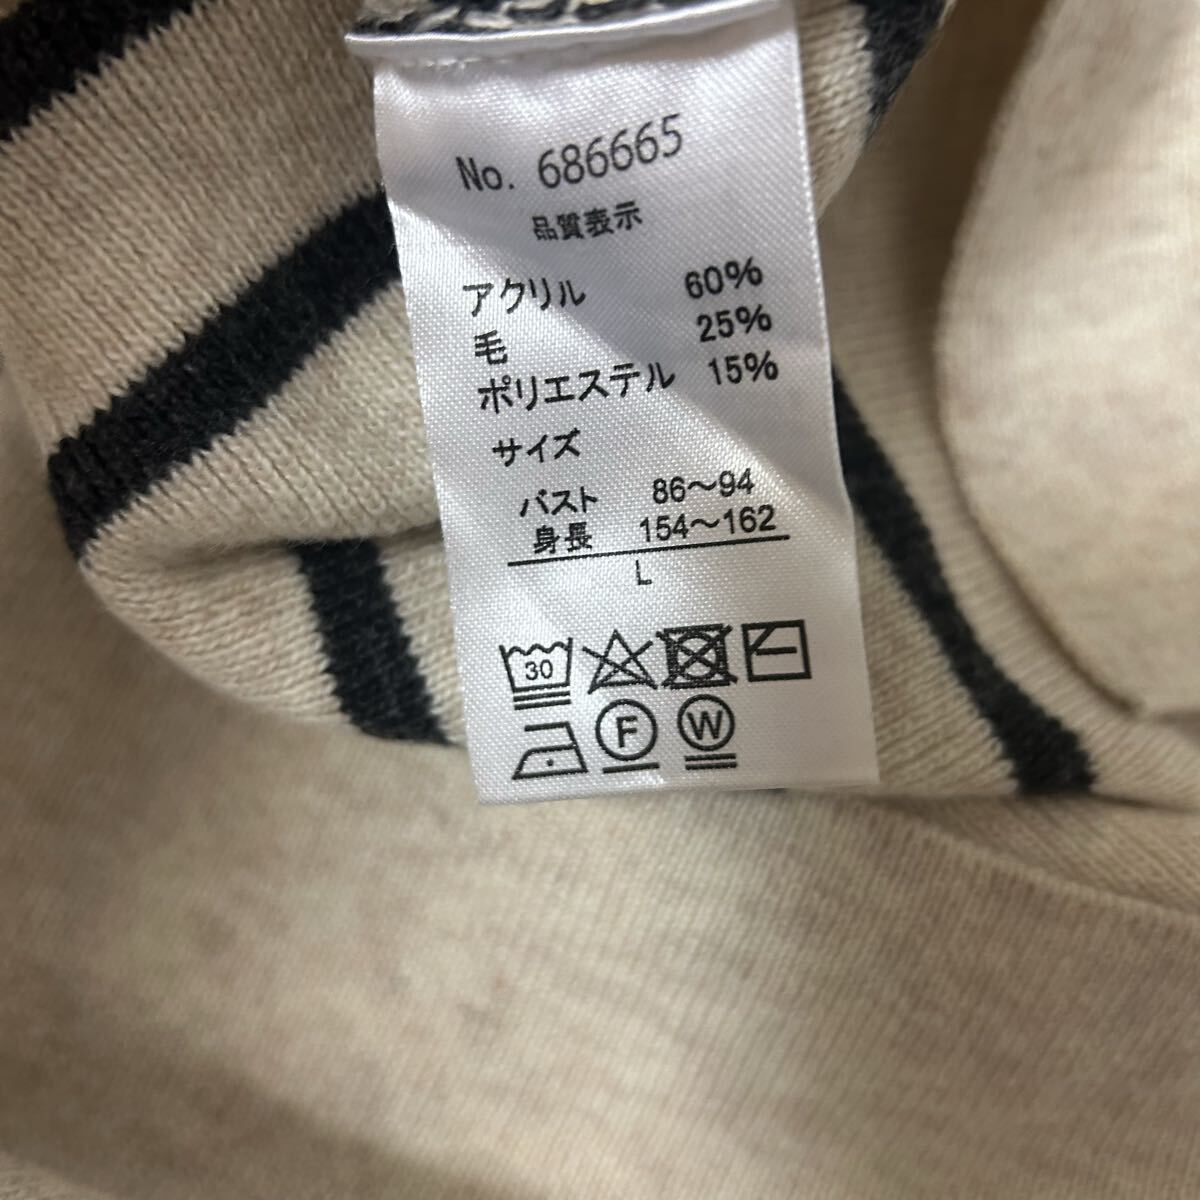 No. 686665
品質表示
アクリル 60%
毛 25%
ポリエステル 15%
サイズ
バスト 86～94
身長 154～162
L
30
F W